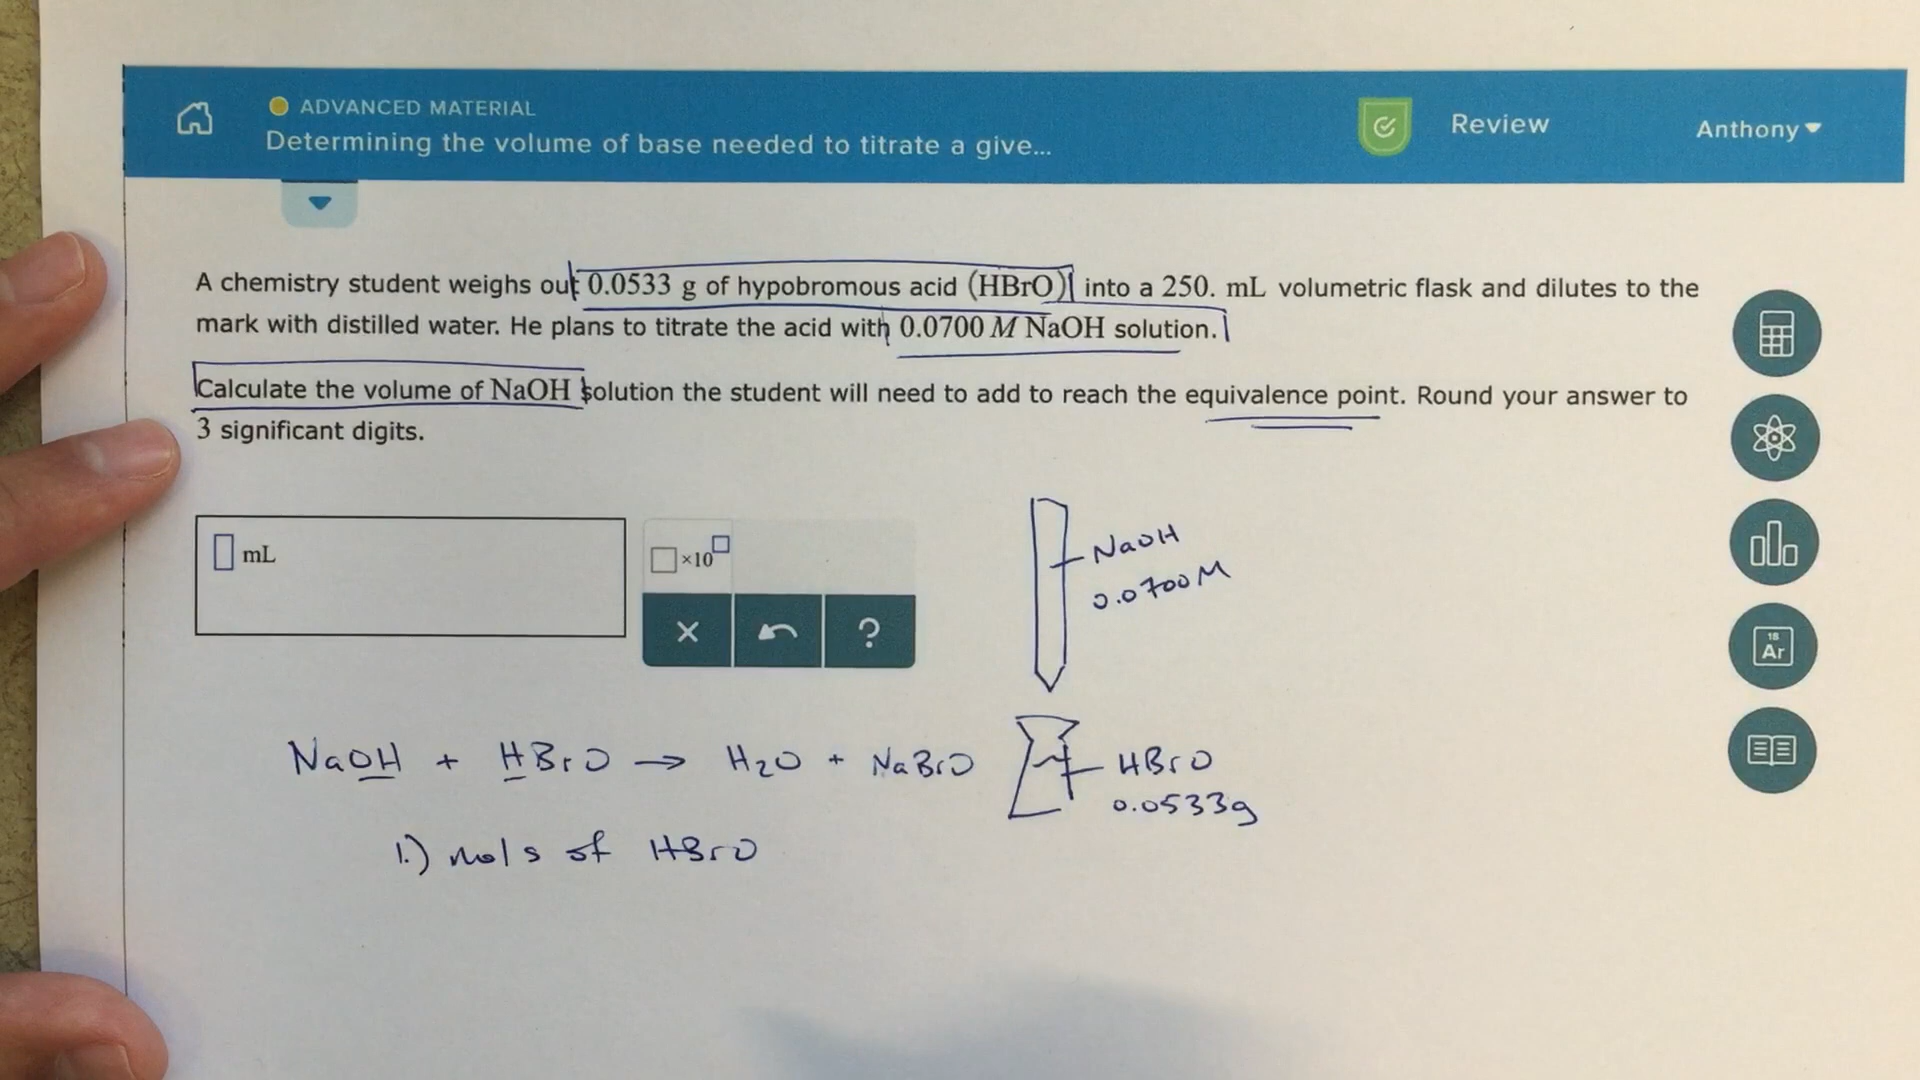 ADVANCED MATERIAL
Determining the volume of base needed to titrate a give...
Review
Anthony
A chemistry student weighs out 0.0533 g of hypobromous acid (HBrO) into a 250. mL volumetric flask and dilutes to the
mark with distilled water. He plans to titrate the acid with 0.0700 M NaOH solution.
Calculate the volume of NaOH solution the student will need to add to reach the equivalence point. Round your answer to
3 significant digits.
mL
×10
?
18
Ar
NaOH
0.0700M
NaOH + HBrO → H₂O + NaBrO
HBrO
0.0533g
1.) mols of HBrO